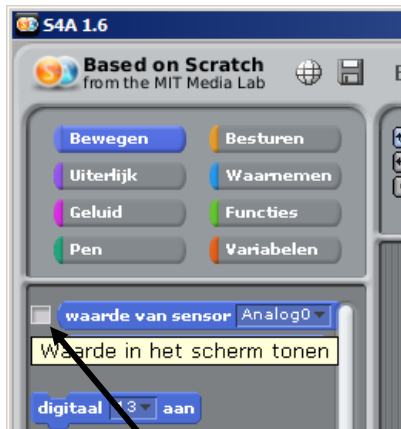 S4A 1.6
Based on Scratch
from the MIT Media Lab
Bewegen
Besturen
Uiterlijk
Waarnemen
Geluid
Functies
Pen
Variabelen
waarde van sensor Analog0
Waarde in het scherm tonen
digitaal 13 aan